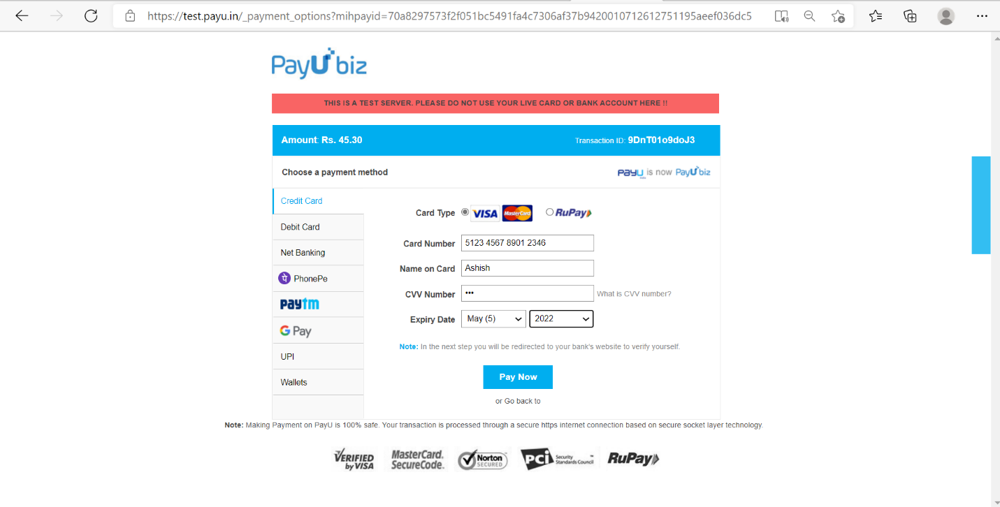 https://test.payu.in/_payment_options?mihpayid=70a8297573f2f051bc5491fa4c7306af37b9420010712612751195aeef036dc5
PayU biz
THIS IS A TEST SERVER. PLEASE DO NOT USE YOUR LIVE CARD OR BANK ACCOUNT HERE !!
Amount: Rs. 45.30 Transaction ID: 9DnT01o9doJ3
Choose a payment method PayU is now PayU biz
Credit Card
Debit Card
Net Banking
पे PhonePe
paytm
G Pay
UPI
Wallets
Card Type VISA MasterCard RuPay
Card Number 5123 4567 8901 2346
Name on Card Ashish
CVV Number ••• What is CVV number?
Expiry Date May (5) 2022
Note: In the next step you will be redirected to your bank's website to verify yourself.
Pay Now
or Go back to
Note: Making Payment on PayU is 100% safe. Your transaction is processed through a secure https internet connection based on secure socket layer technology.
VERIFIED by VISA
MasterCard. SecureCode.
Norton SECURED
PCI Security Standards Council
RuPay